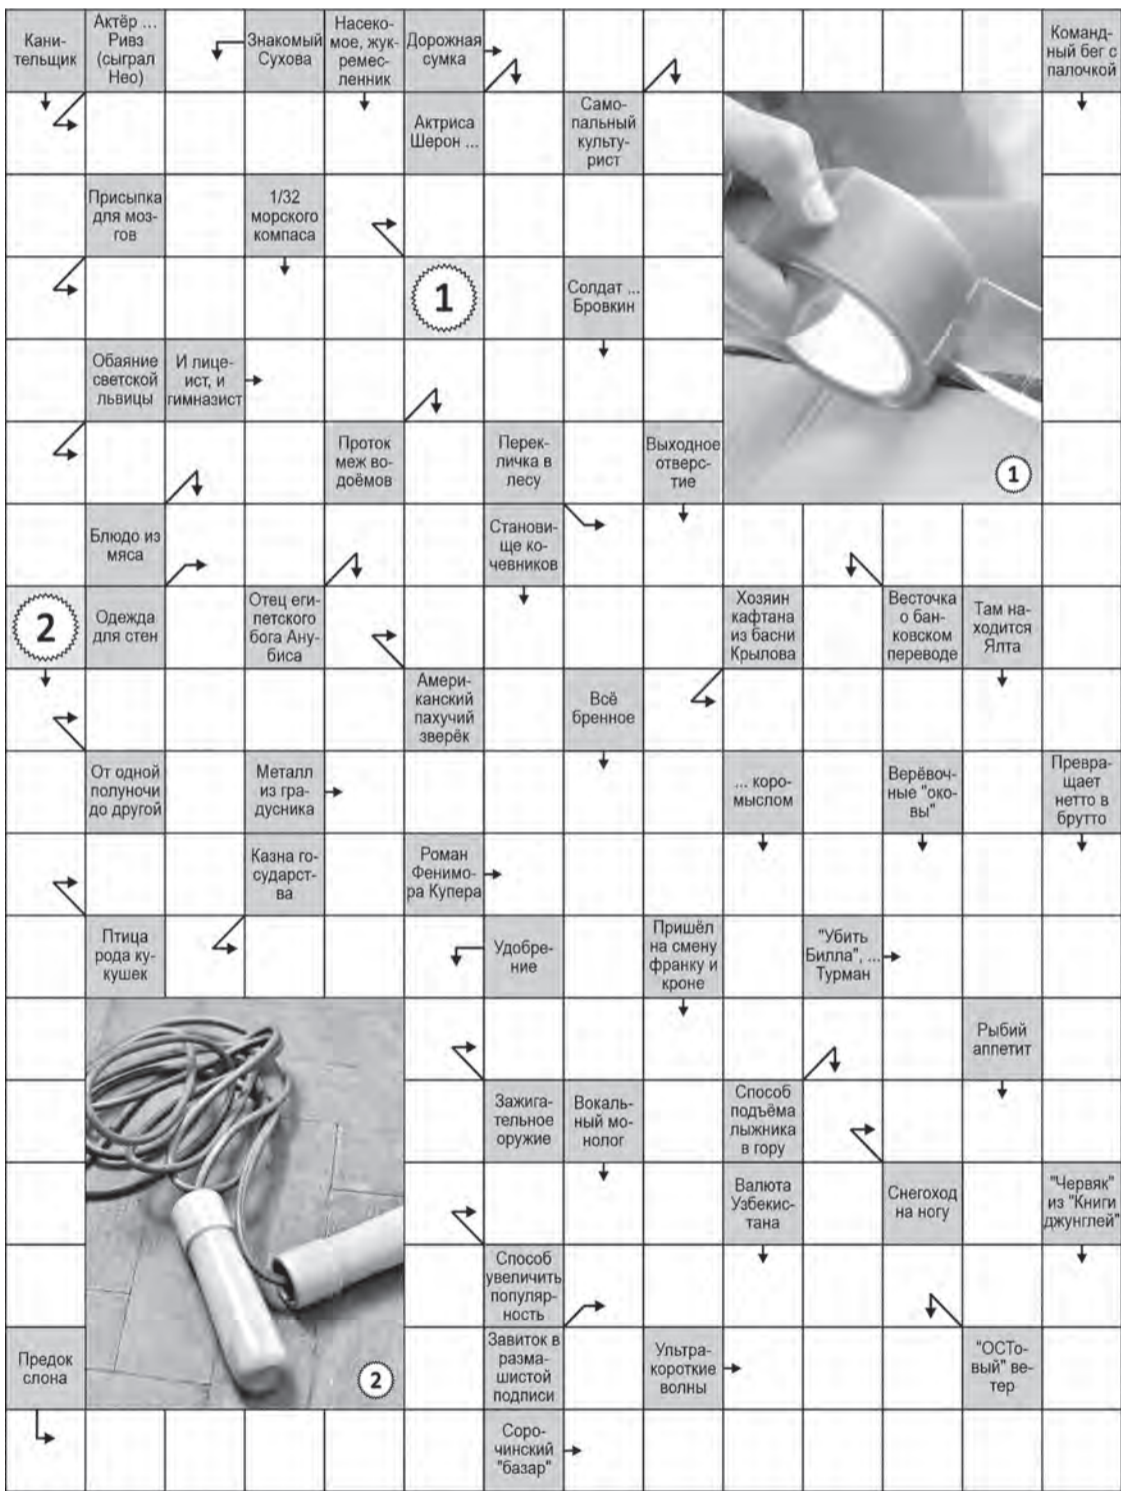 Кани-
тельщик
Актёр ...
Ривз
(сыграл
Нео)
Знакомый
Сухова
Насеко-
мое, жук-
ремес-
ленник
Дорожная
сумка
Команд-
ный бег с
палочкой
Актриса
Шерон ...
Само-
пальный
культу-
рист
Присыпка
для моз-
гов
1/32
морского
компаса
1
Солдат ...
Бровкин
Обаяние
светской
львицы
И лице-
ист, и
гимназист
Проток
меж во-
доёмов
Перек-
личка в
лесу
Выходное
отверс-
тие
1
Блюдо из
мяса
Станови-
ще ко-
чевников
2
Одежда
для стен
Отец еги-
петского
бога Ану-
биса
Хозяин
кафтана
из басни
Крылова
Весточка
о бан-
ковском
переводе
Там на-
ходится
Ялта
Амери-
канский
пахучий
зверёк
Всё
бренное
От одной
полуночи
до другой
Металл
из гра-
дусника
... коро-
мыслом
Верёвоч-
ные "око-
вы"
Превра-
щает
нетто в
брутто
Казна го-
сударст-
ва
Роман
Фенимо-
ра Купера
Птица
рода ку-
кушек
Удобре-
ние
Пришёл
на смену
франку и
кроне
"Убить
Билла", ...
Турман
Рыбий
аппетит
Зажига-
тельное
оружие
Вокаль-
ный мо-
нолог
Способ
подъёма
лыжника
в гору
Валюта
Узбекис-
тана
Снегоход
на ногу
"Червяк"
из "Книги
джунглей"
Способ
увеличить
популяр-
ность
Предок
слона
2
Завиток в
разма-
шистой
подписи
Ультра-
короткие
волны
"ОСТо-
вый" ве-
тер
Соро-
чинский
"базар"